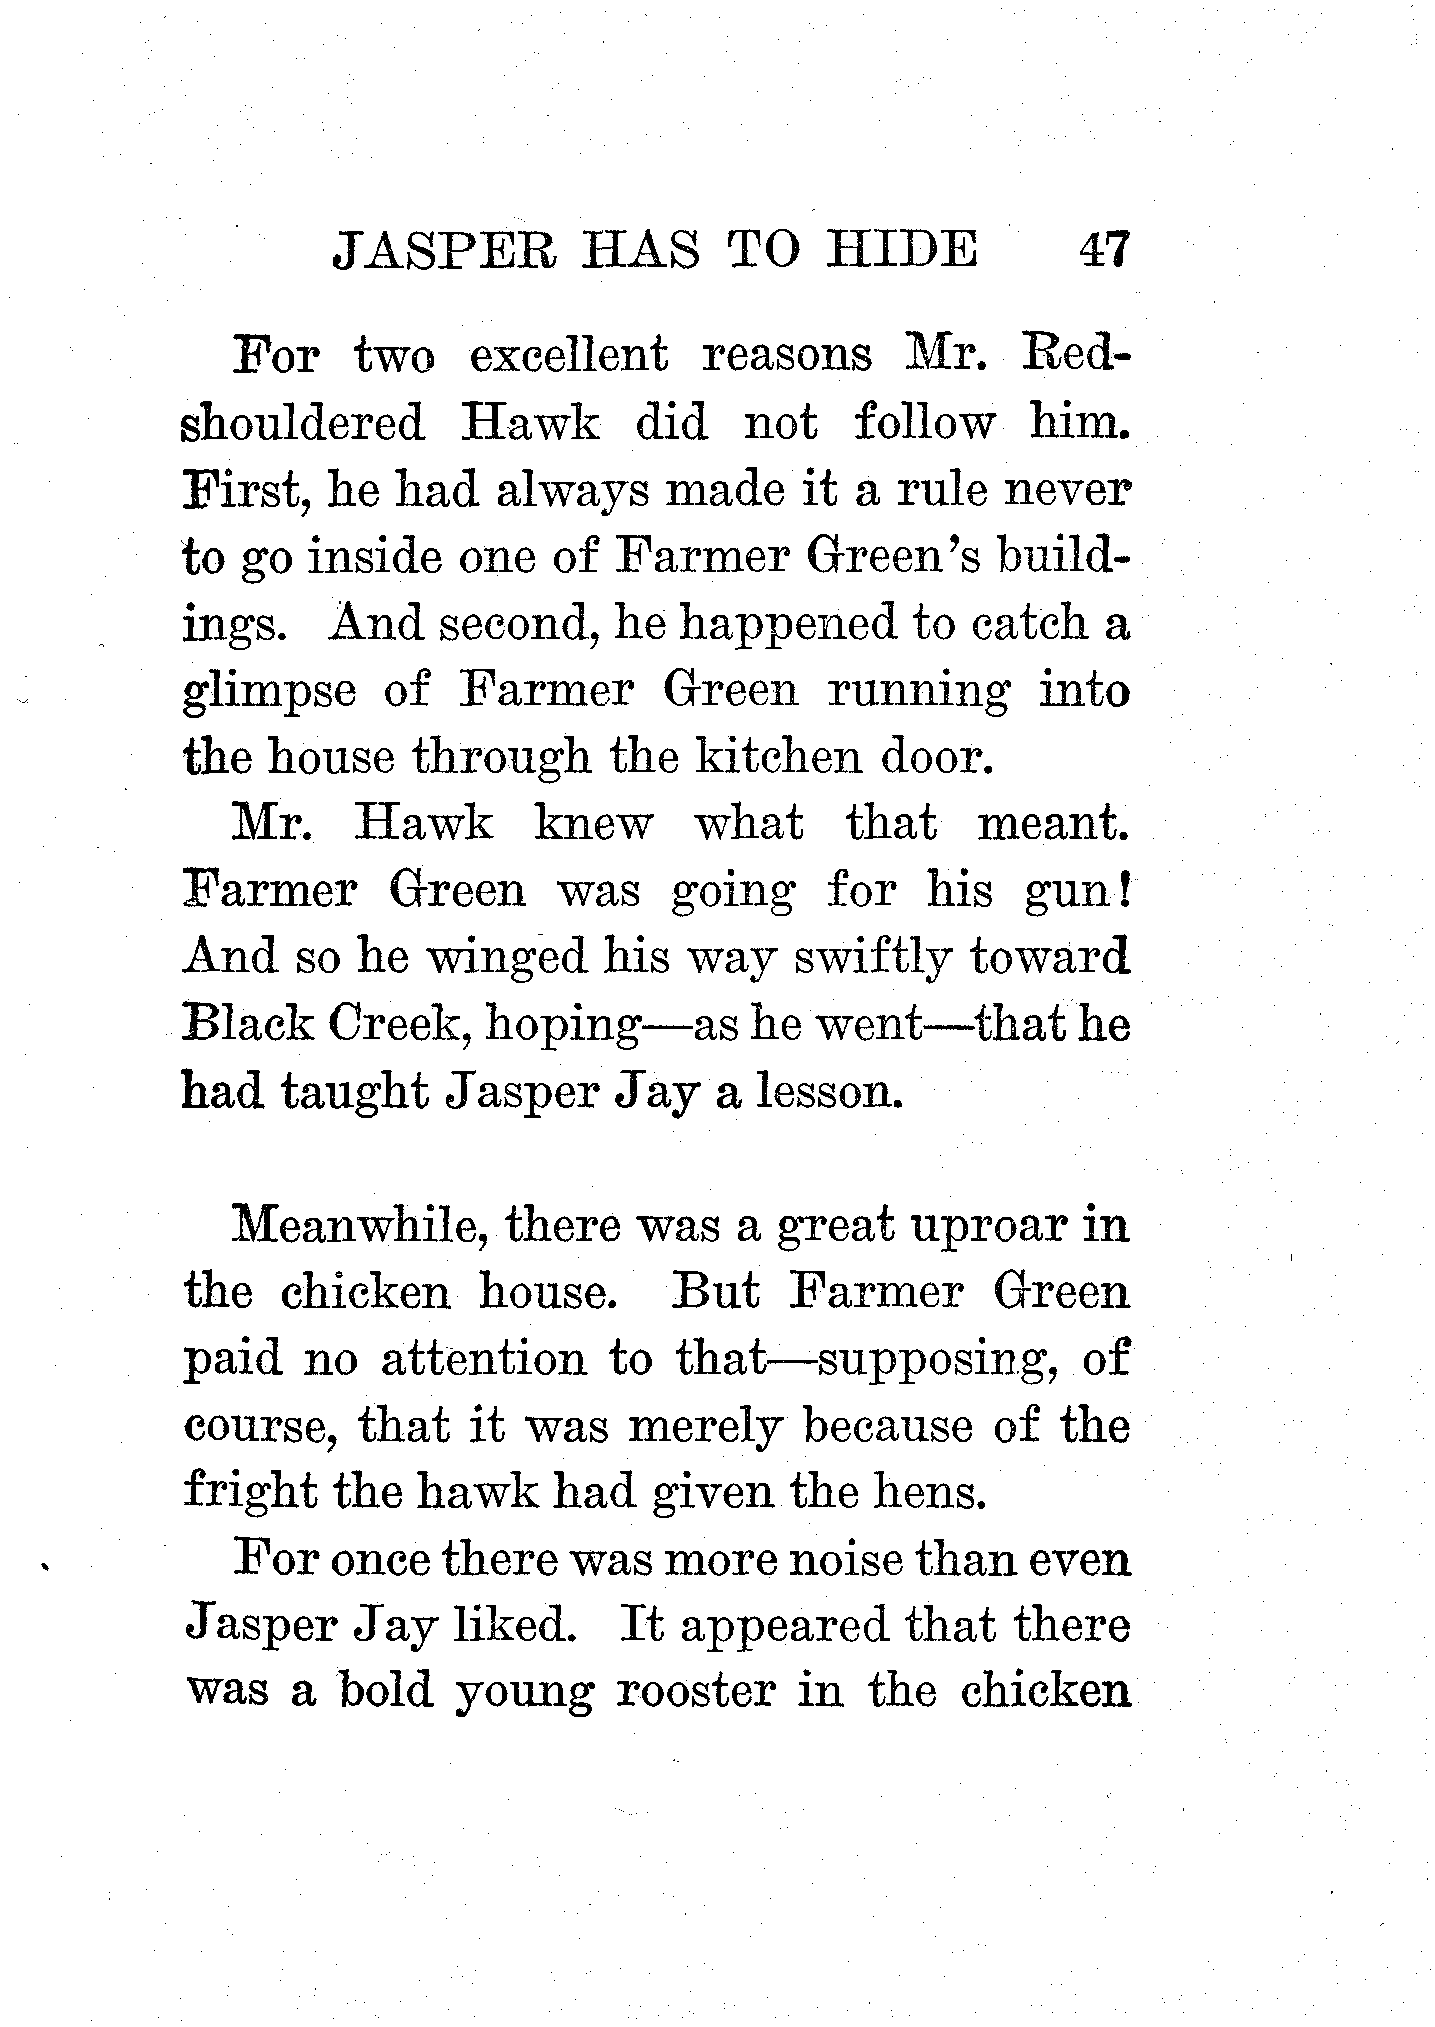 JASPER HAS TO HIDE 47
For two excellent reasons Mr. Red-
shouldered Hawk did not follow him.
First, he had always made it a rule never
to go inside one of Farmer Green's build-
ings. And second, he happened to catch a
glimpse of Farmer Green running into
the house through the kitchen door.
Mr. Hawk knew what that meant.
Farmer Green was going for his gun!
And so he winged his way swiftly toward
Black Creek, hoping—as he went—that he
had taught Jasper Jay a lesson.
Meanwhile, there was a great uproar in
the chicken house. But Farmer Green
paid no attention to that—supposing, of
course, that it was merely because of the
fright the hawk had given the hens.
For once there was more noise than even
Jasper Jay liked. It appeared that there
was a bold young rooster in the chicken